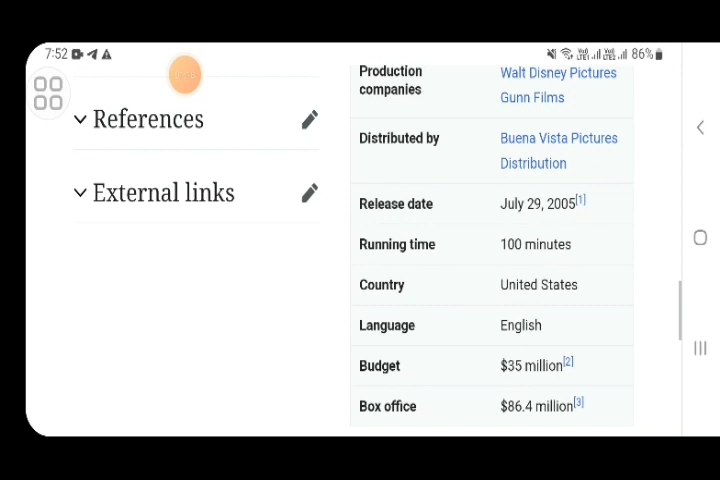 7:52
86%
References
External links
Production companies
Walt Disney Pictures
Gunn Films
Distributed by
Buena Vista Pictures
Distribution
Release date
July 29, 2005[1]
Running time
100 minutes
Country
United States
Language
English
Budget
$35 million[2]
Box office
$86.4 million[3]